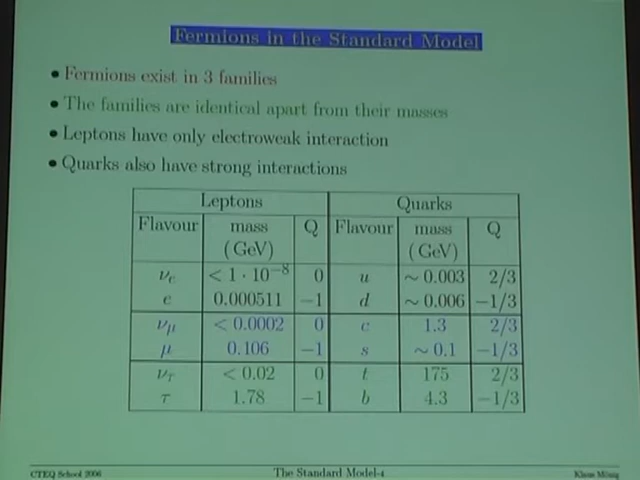 Fermions in the Standard Model
• Fermions exist in 3 families
• The families are identical apart from their masses
• Leptons have only electroweak interaction
• Quarks also have strong interactions
Leptons Quarks
Flavour mass (GeV) Q Flavour mass (GeV) Q
νe < 1 · 10⁻⁸ 0 u ~ 0.003 2/3
e 0.000511 −1 d ~ 0.006 −1/3
νμ < 0.0002 0 c 1.3 2/3
μ 0.106 −1 s ~ 0.1 −1/3
ντ < 0.02 0 t 175 2/3
τ 1.78 −1 b 4.3 −1/3
CTEQ School 2006 The Standard Model-4 Klaus Mönig